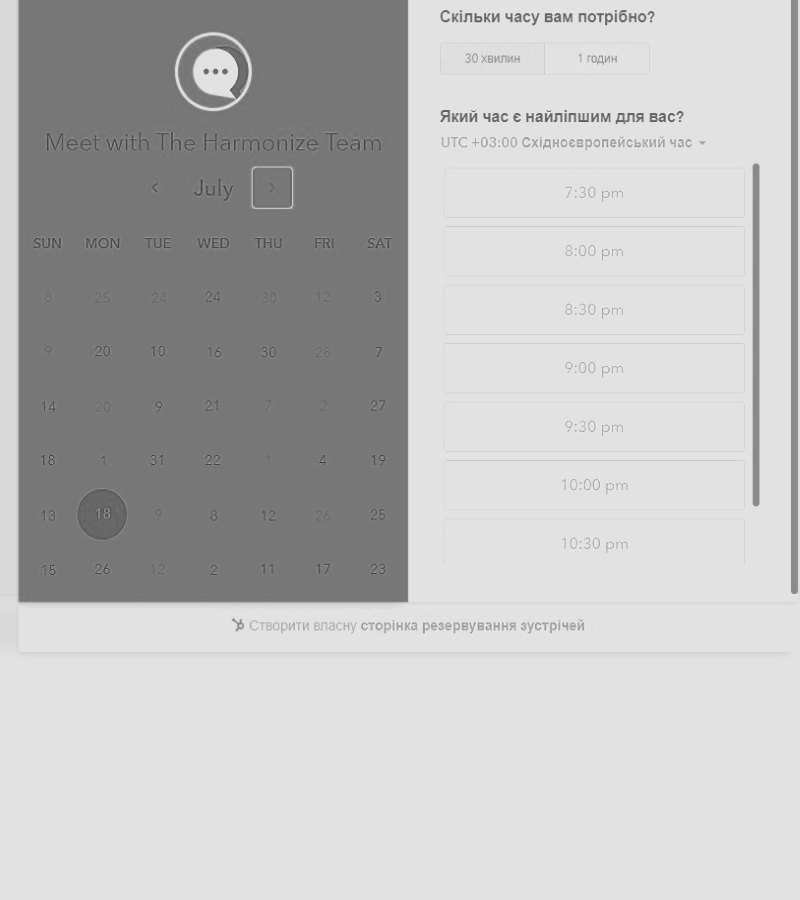 Meet with The Harmonize Team
July
SUN MON TUE WED THU FRI SAT
8 25 24 24 30 12 3
9 20 10 16 30 28 7
14 20 9 21 7 2 27
18 1 31 22 1 4 19
13 18 9 8 12 26 25
15 26 12 2 11 17 23
Скільки часу вам потрібно?
30 хвилин 1 годин
Який час є найліпшим для вас?
UTC +03:00 Східноєвропейський час
7:30 pm
8:00 pm
8:30 pm
9:00 pm
9:30 pm
10:00 pm
10:30 pm
Створити власну сторінка резервування зустрічей